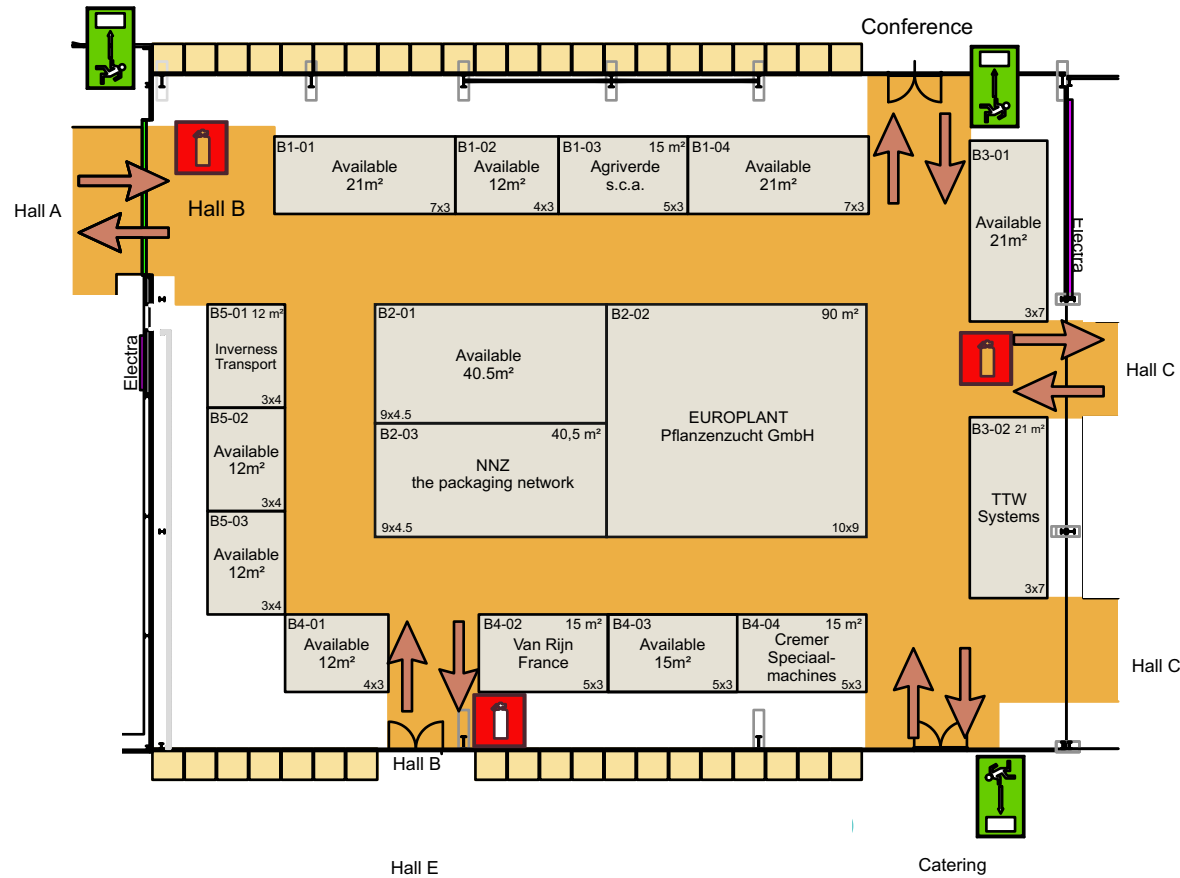 Conference
B1-01
Available
21m²
7x3
B1-02
Available
12m²
4x3
B1-03 15 m²
Agriverde
s.c.a.
5x3
B1-04
Available
21m²
7x3
B3-01
Available
21m²
3x7
Hall A
Hall B
Electra
B5-01 12 m²
Inverness
Transport
3x4
B2-01
Available
40.5m²
9x4.5
B2-02 90 m²
EUROPLANT
Pflanzenzucht GmbH
10x9
Hall C
Electra
B5-02
Available
12m²
3x4
B2-03 40,5 m²
NNZ
the packaging network
9x4.5
B3-02 21 m²
TTW
Systems
3x7
B5-03
Available
12m²
3x4
B4-01
Available
12m²
4x3
B4-02 15 m²
Van Rijn
France
5x3
B4-03
Available
15m²
5x3
B4-04 15 m²
Cremer
Speciaal-
machines
5x3
Hall C
Hall B
Hall E
Catering